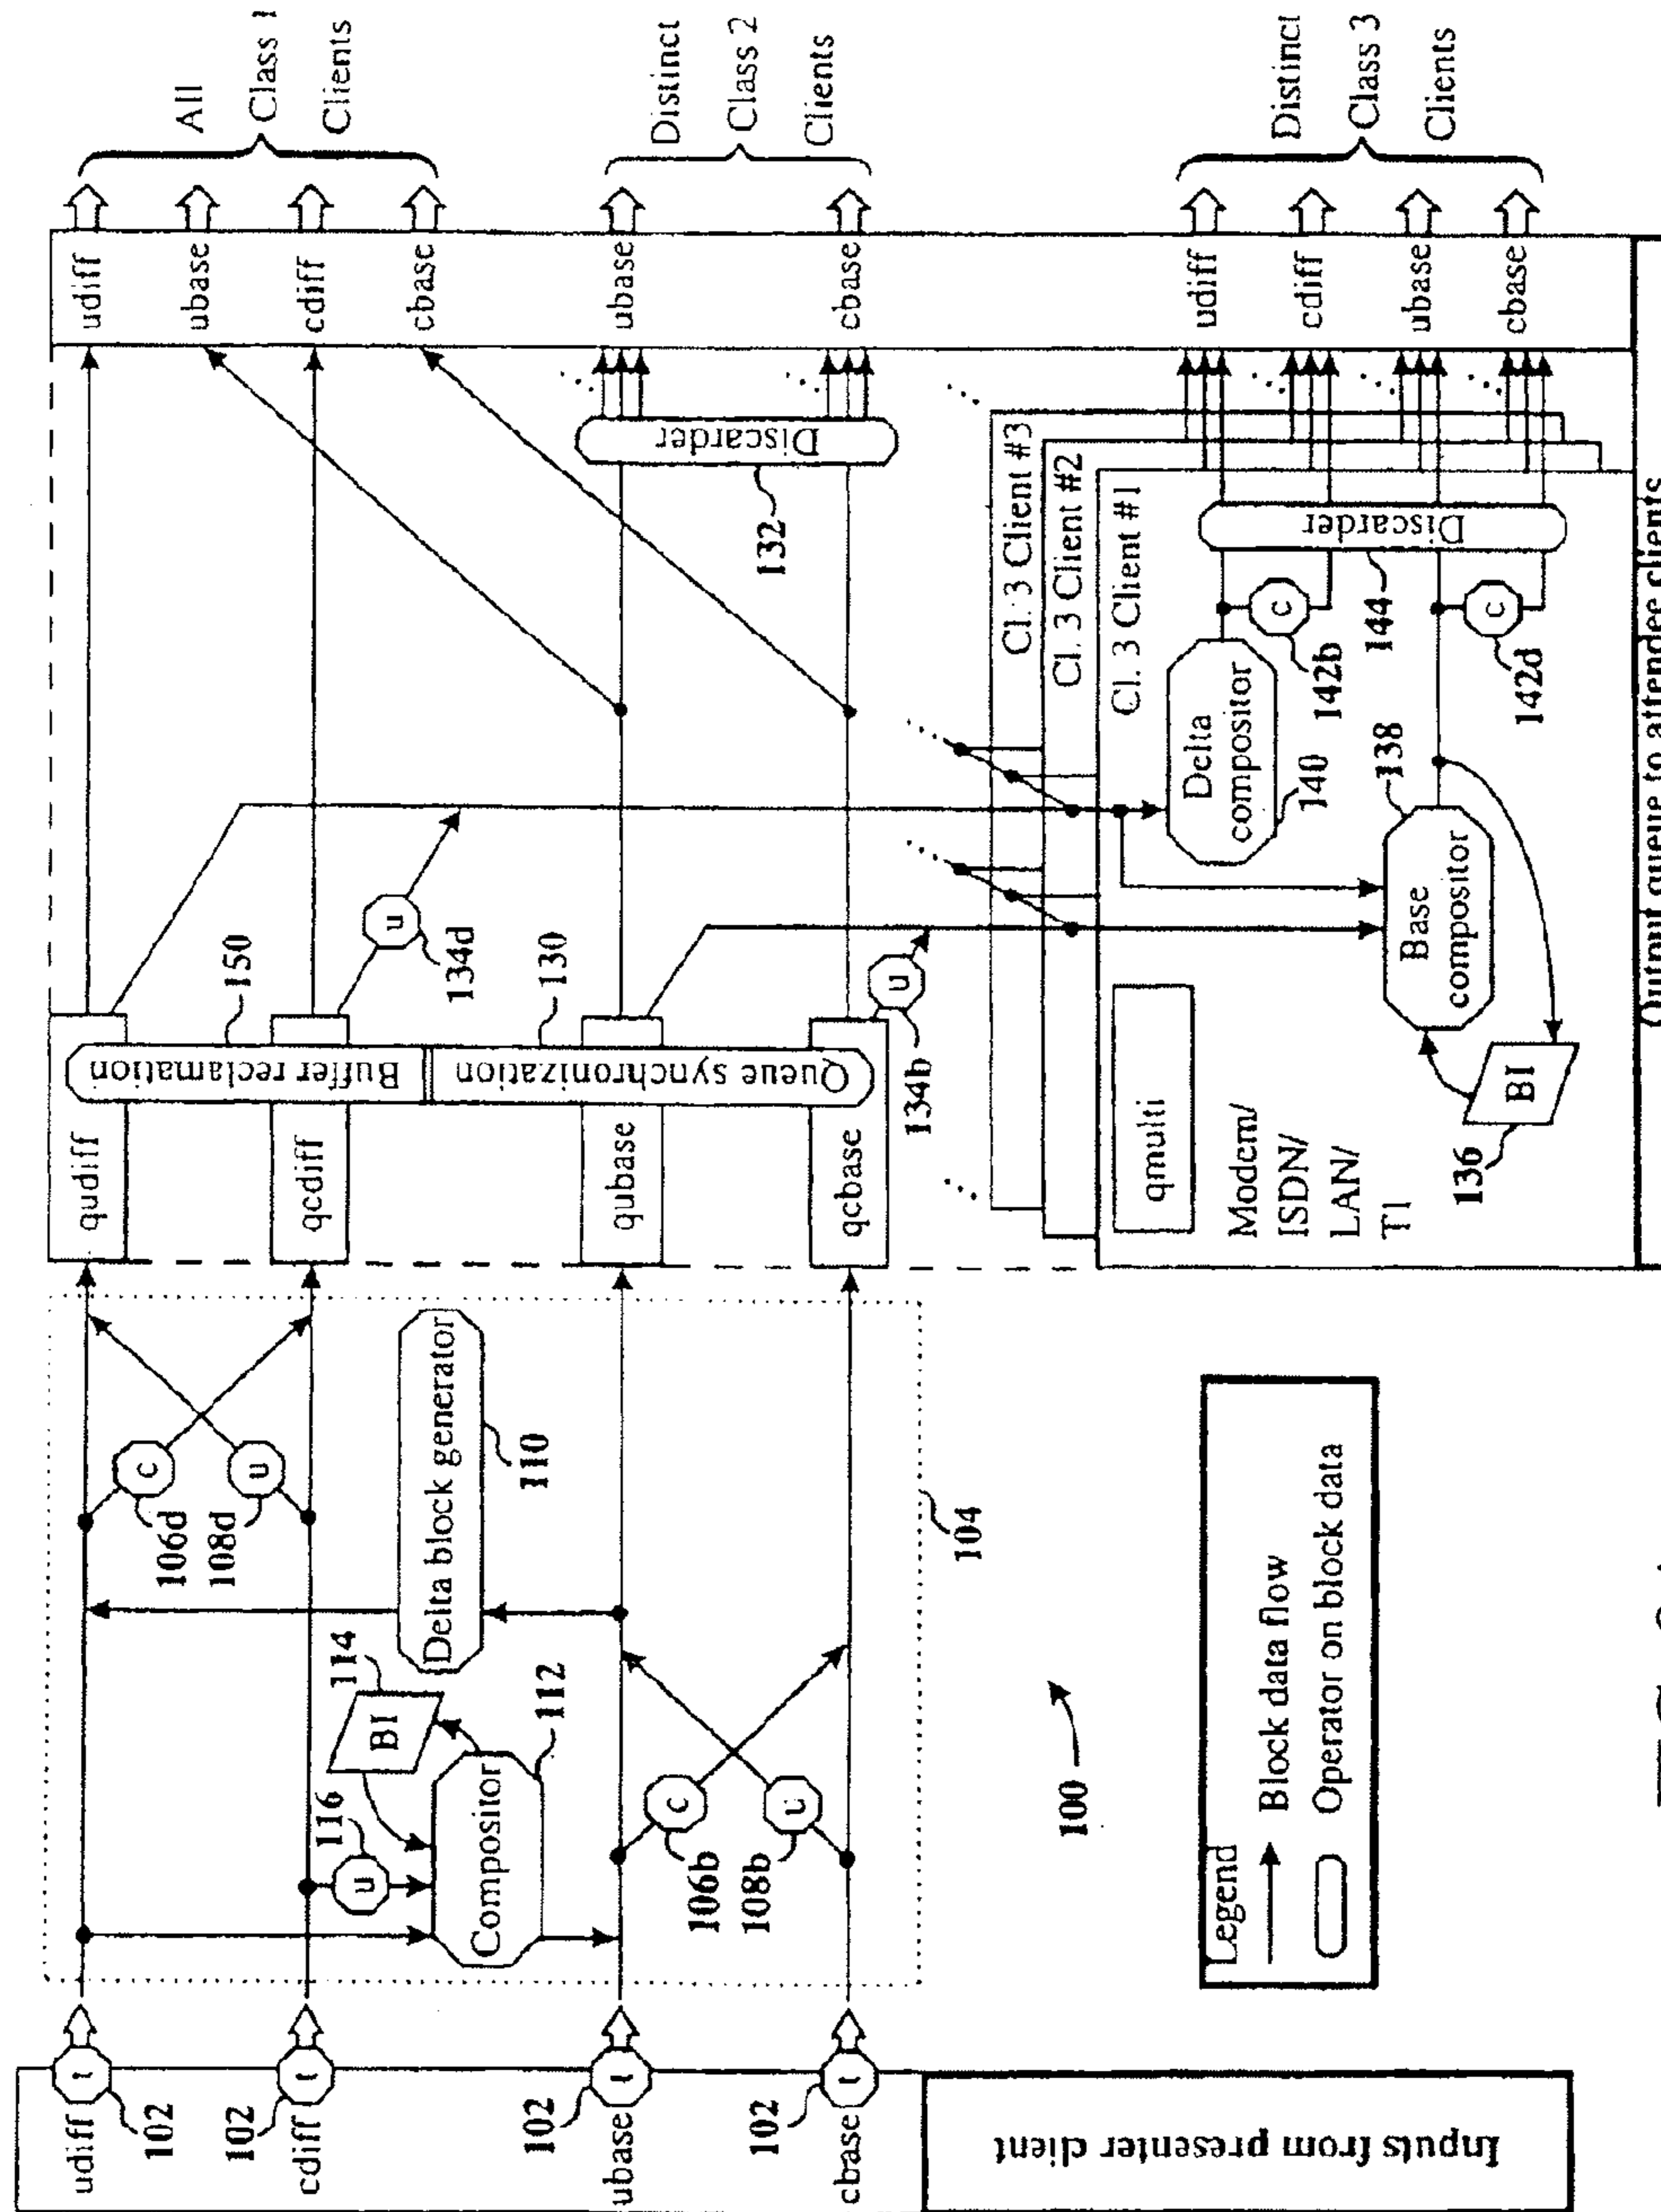 Inputs from presenter client
udiff
t
102
cdiff
t
102
ubase
t
102
cbase
t
102
116
u
Compositor
112
BI
114
c
106b
u
108b
Delta block generator
110
c
106d
u
108d
104
100
Legend
Block data flow
Operator on block data
qudiff
qcdiff
qubase
qcbase
Buffer reclamation
150
Queue synchronization
130
u
134d
u
134b
Discarder
132
qmulti
Modem/
ISDN/
LAN/
T1
BI
136
Base
compositor
138
Delta
compositor
140
Cl. 3 Client #1
Cl. 3 Client #2
Cl. 3 Client #3
c
142b
c
142d
Discarder
144
udiff
ubase
cdiff
cbase
ubase
cbase
udiff
cdiff
ubase
cbase
All
Class 1
Clients
Distinct
Class 2
Clients
Distinct
Class 3
Clients
Output queue to attendee clients